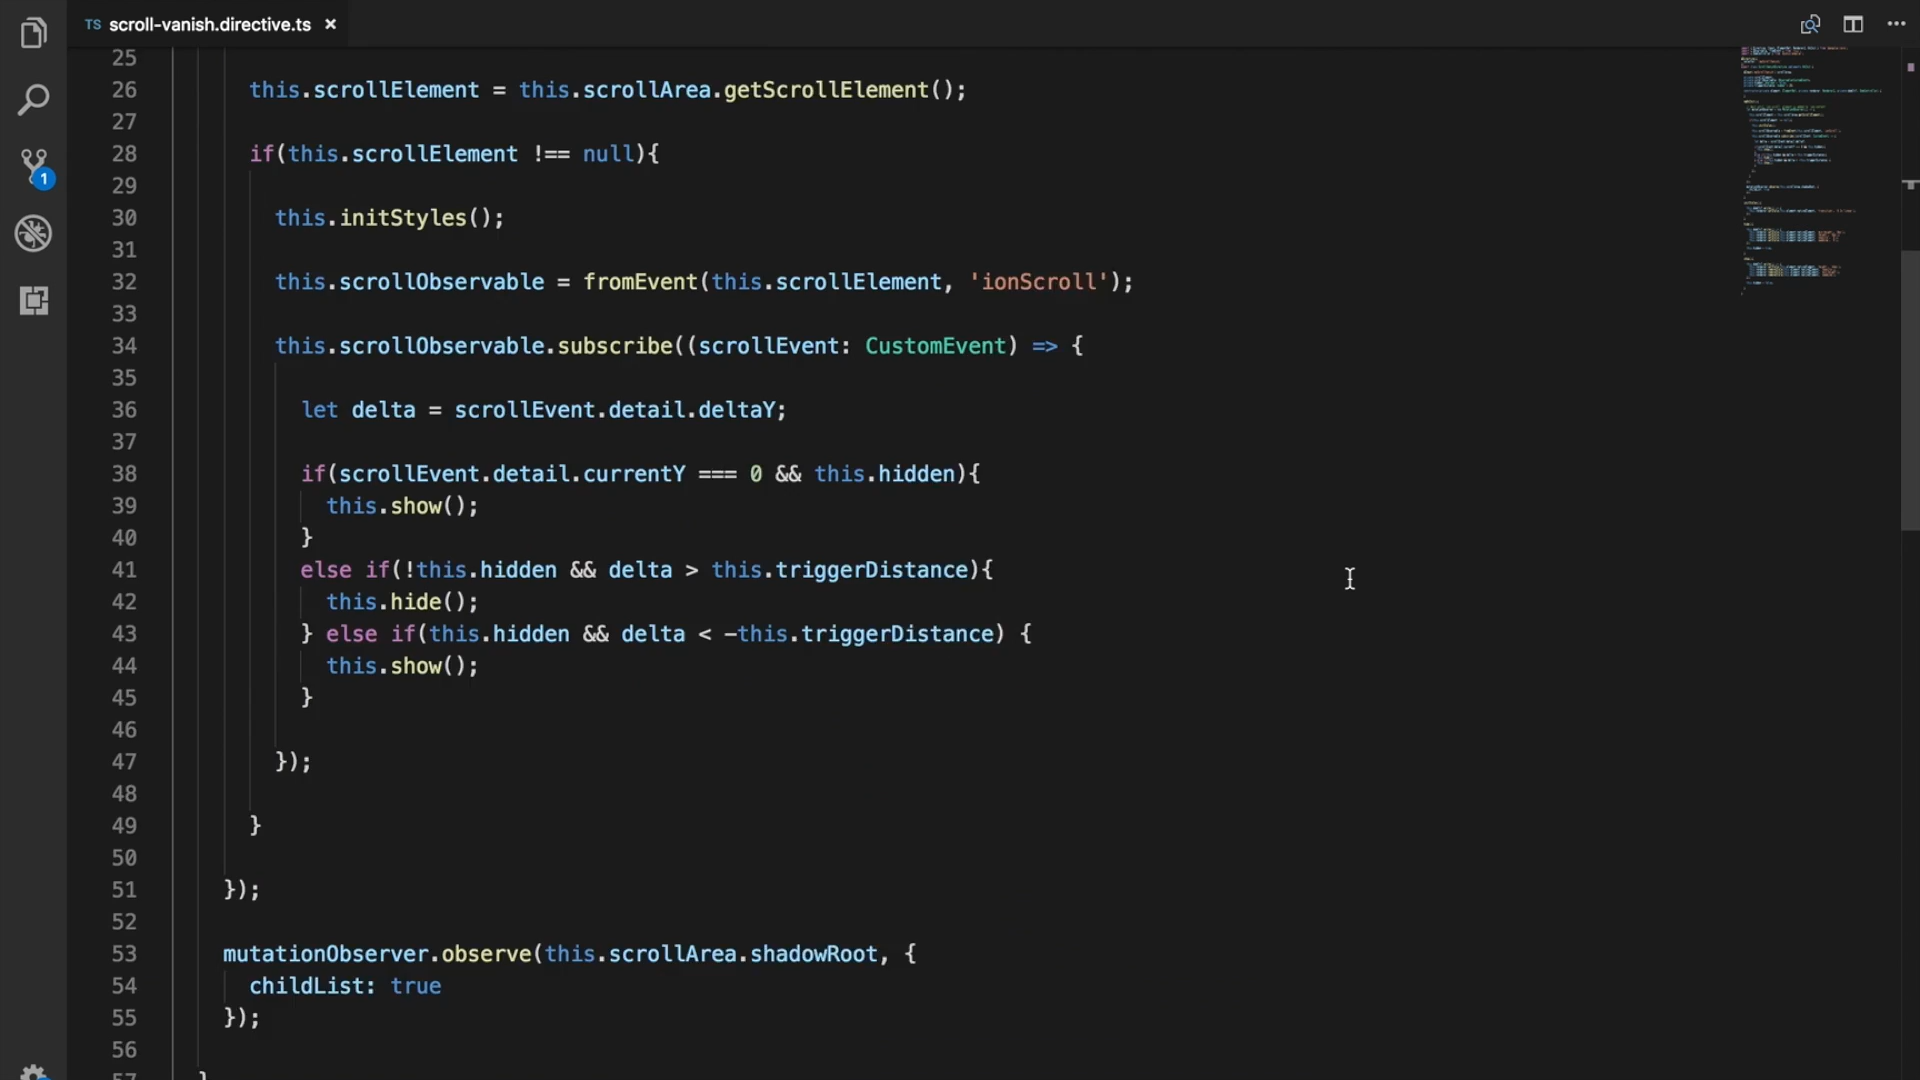 TS scroll-vanish.directive.ts ×
25
26 this.scrollElement = this.scrollArea.getScrollElement();
27
28 if(this.scrollElement !== null){
29
30 this.initStyles();
31
32 this.scrollObservable = fromEvent(this.scrollElement, 'ionScroll');
33
34 this.scrollObservable.subscribe((scrollEvent: CustomEvent) => {
35
36 let delta = scrollEvent.detail.deltaY;
37
38 if(scrollEvent.detail.currentY === 0 && this.hidden){
39 this.show();
40 }
41 else if(!this.hidden && delta > this.triggerDistance){
42 this.hide();
43 } else if(this.hidden && delta < -this.triggerDistance) {
44 this.show();
45 }
46
47 });
48
49 }
50
51 });
52
53 mutationObserver.observe(this.scrollArea.shadowRoot, {
54 childList: true
55 });
56
57 }
1